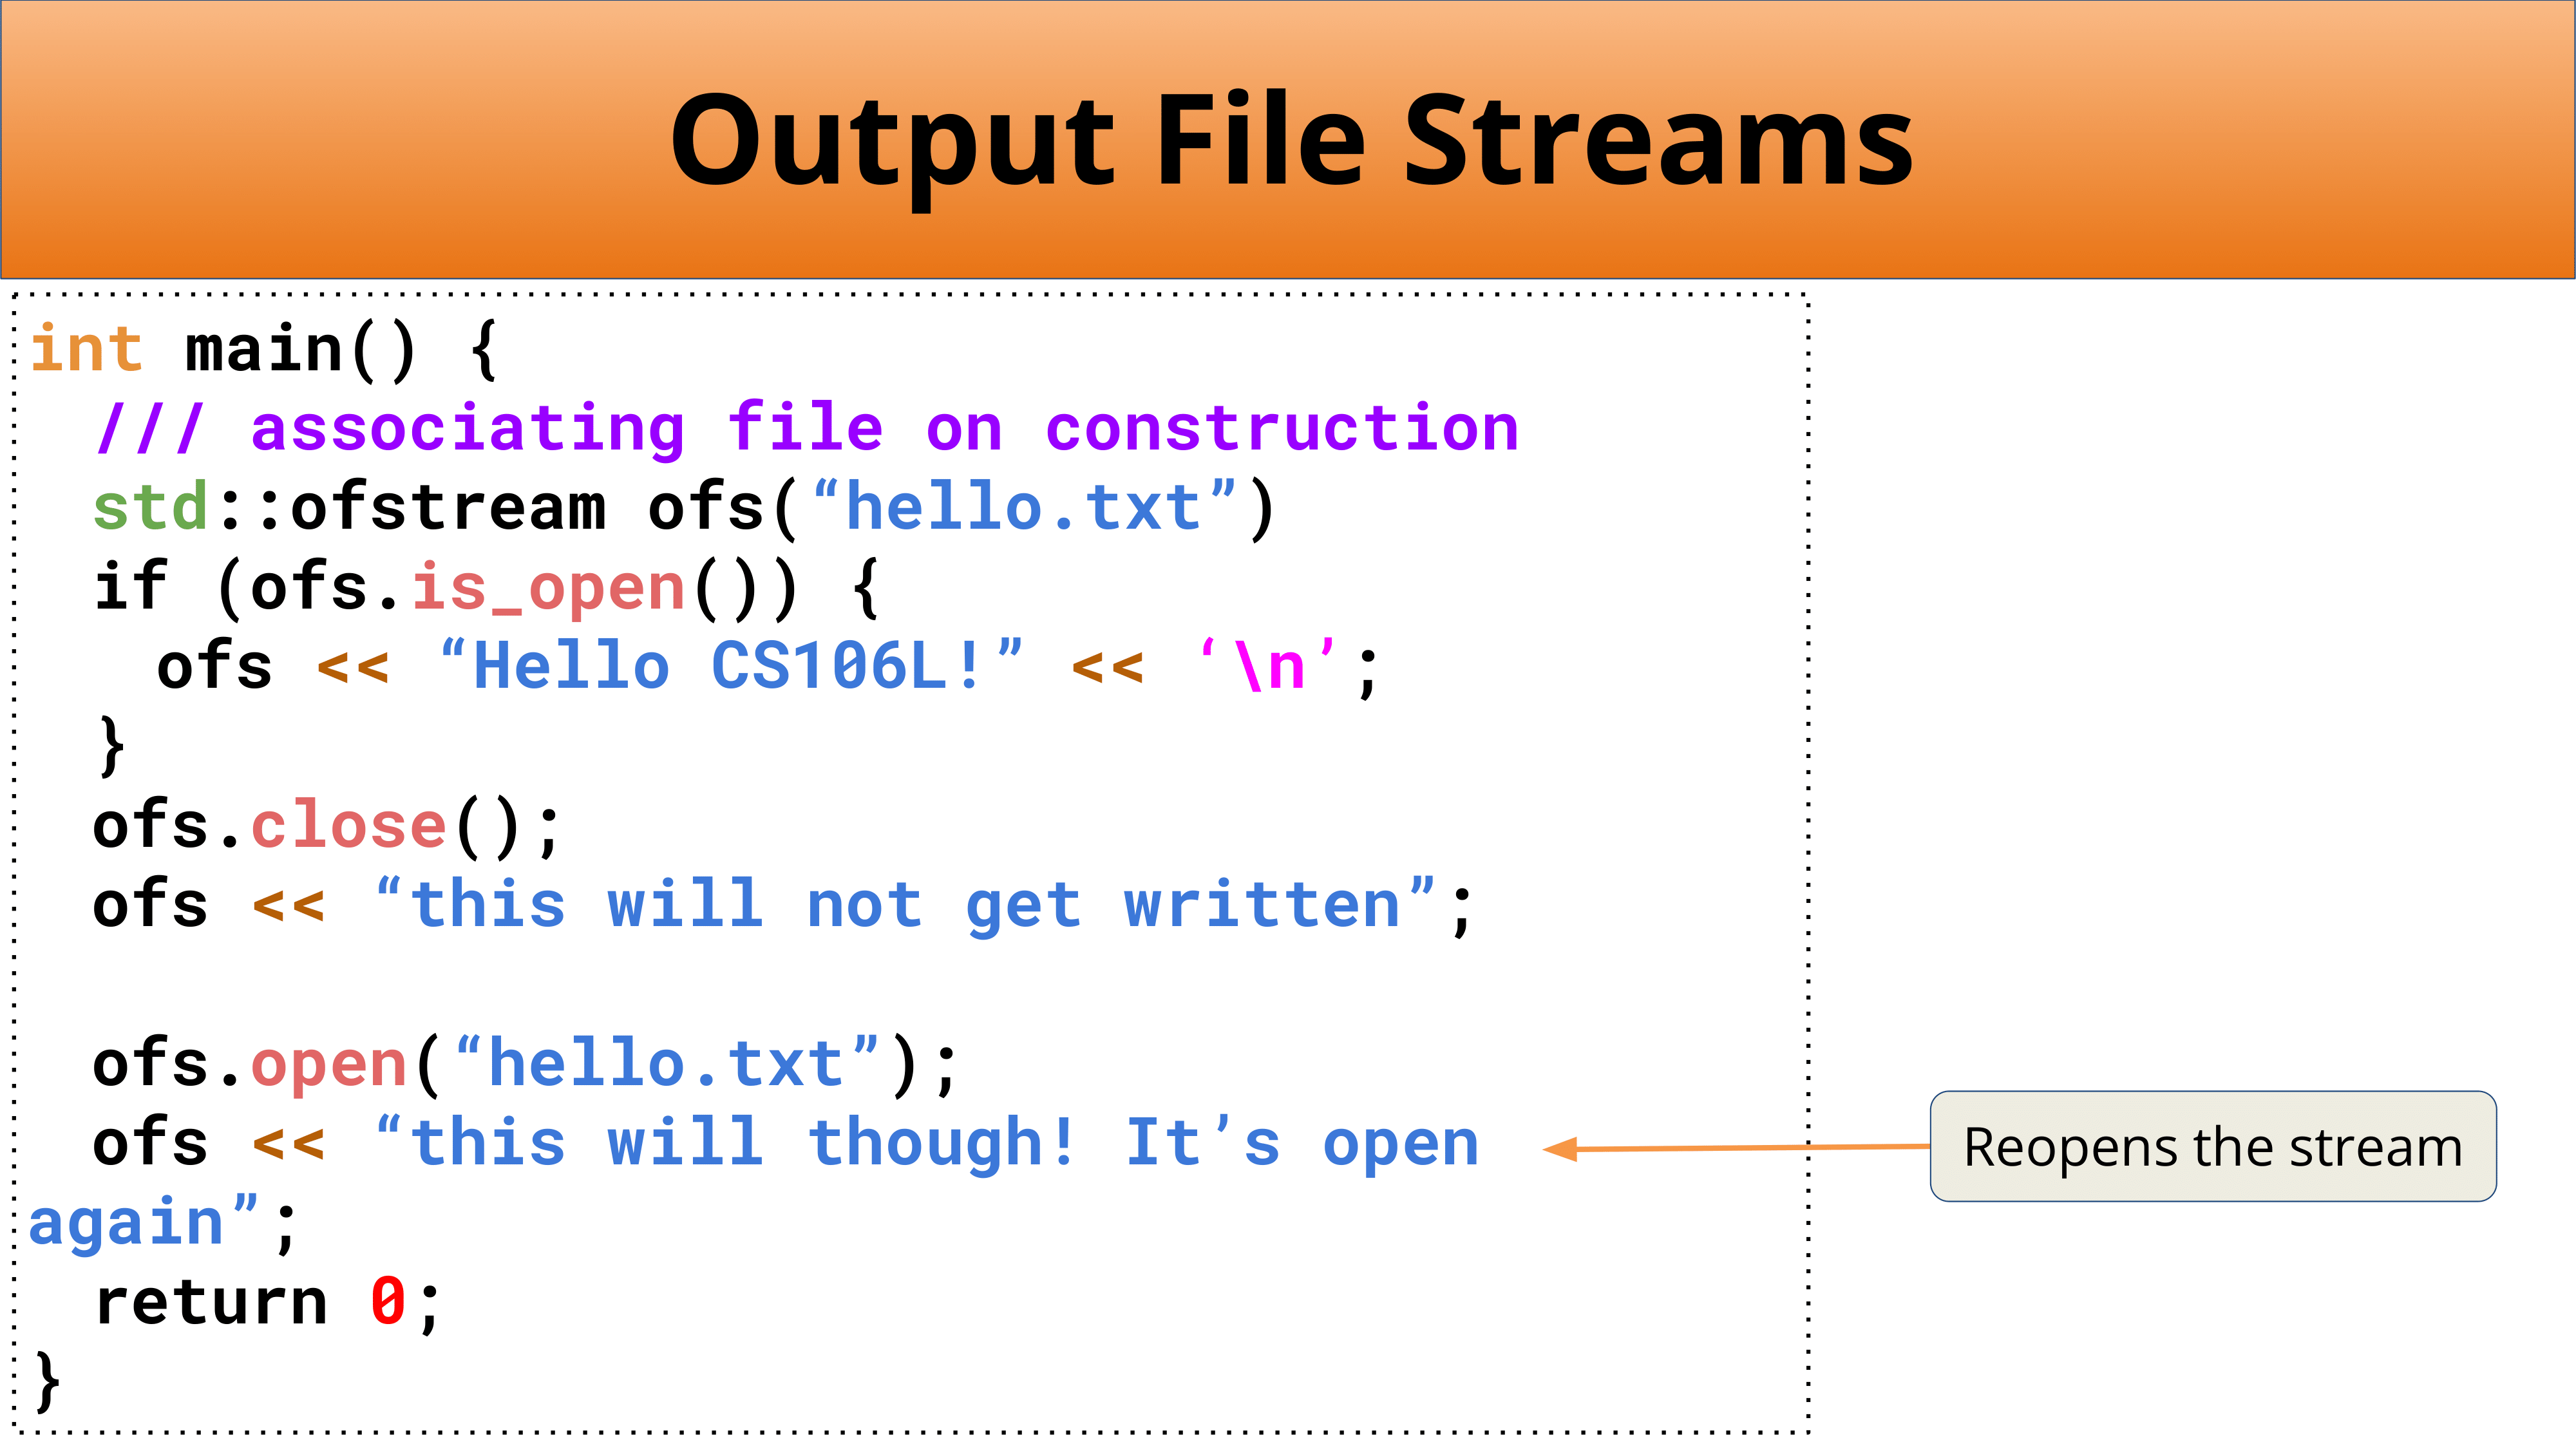 Output File Streams
int main() {
/// associating file on construction
std::ofstream ofs(“hello.txt”)
if (ofs.is_open()) {
ofs << “Hello CS106L!” << ‘\n’;
}
ofs.close();
ofs << “this will not get written”;
ofs.open(“hello.txt”);
ofs << “this will though! It’s open
again”;
return 0;
}
Reopens the stream